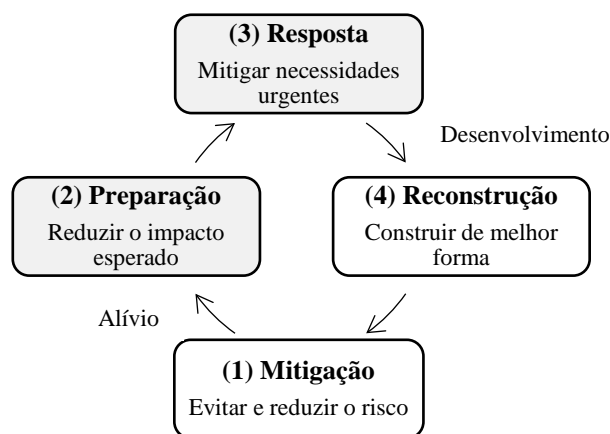 (3) Resposta
Mitigar necessidades
urgentes
Desenvolvimento
(2) Preparação
Reduzir o impacto
esperado
(4) Reconstrução
Construir de melhor
forma
Alívio
(1) Mitigação
Evitar e reduzir o risco